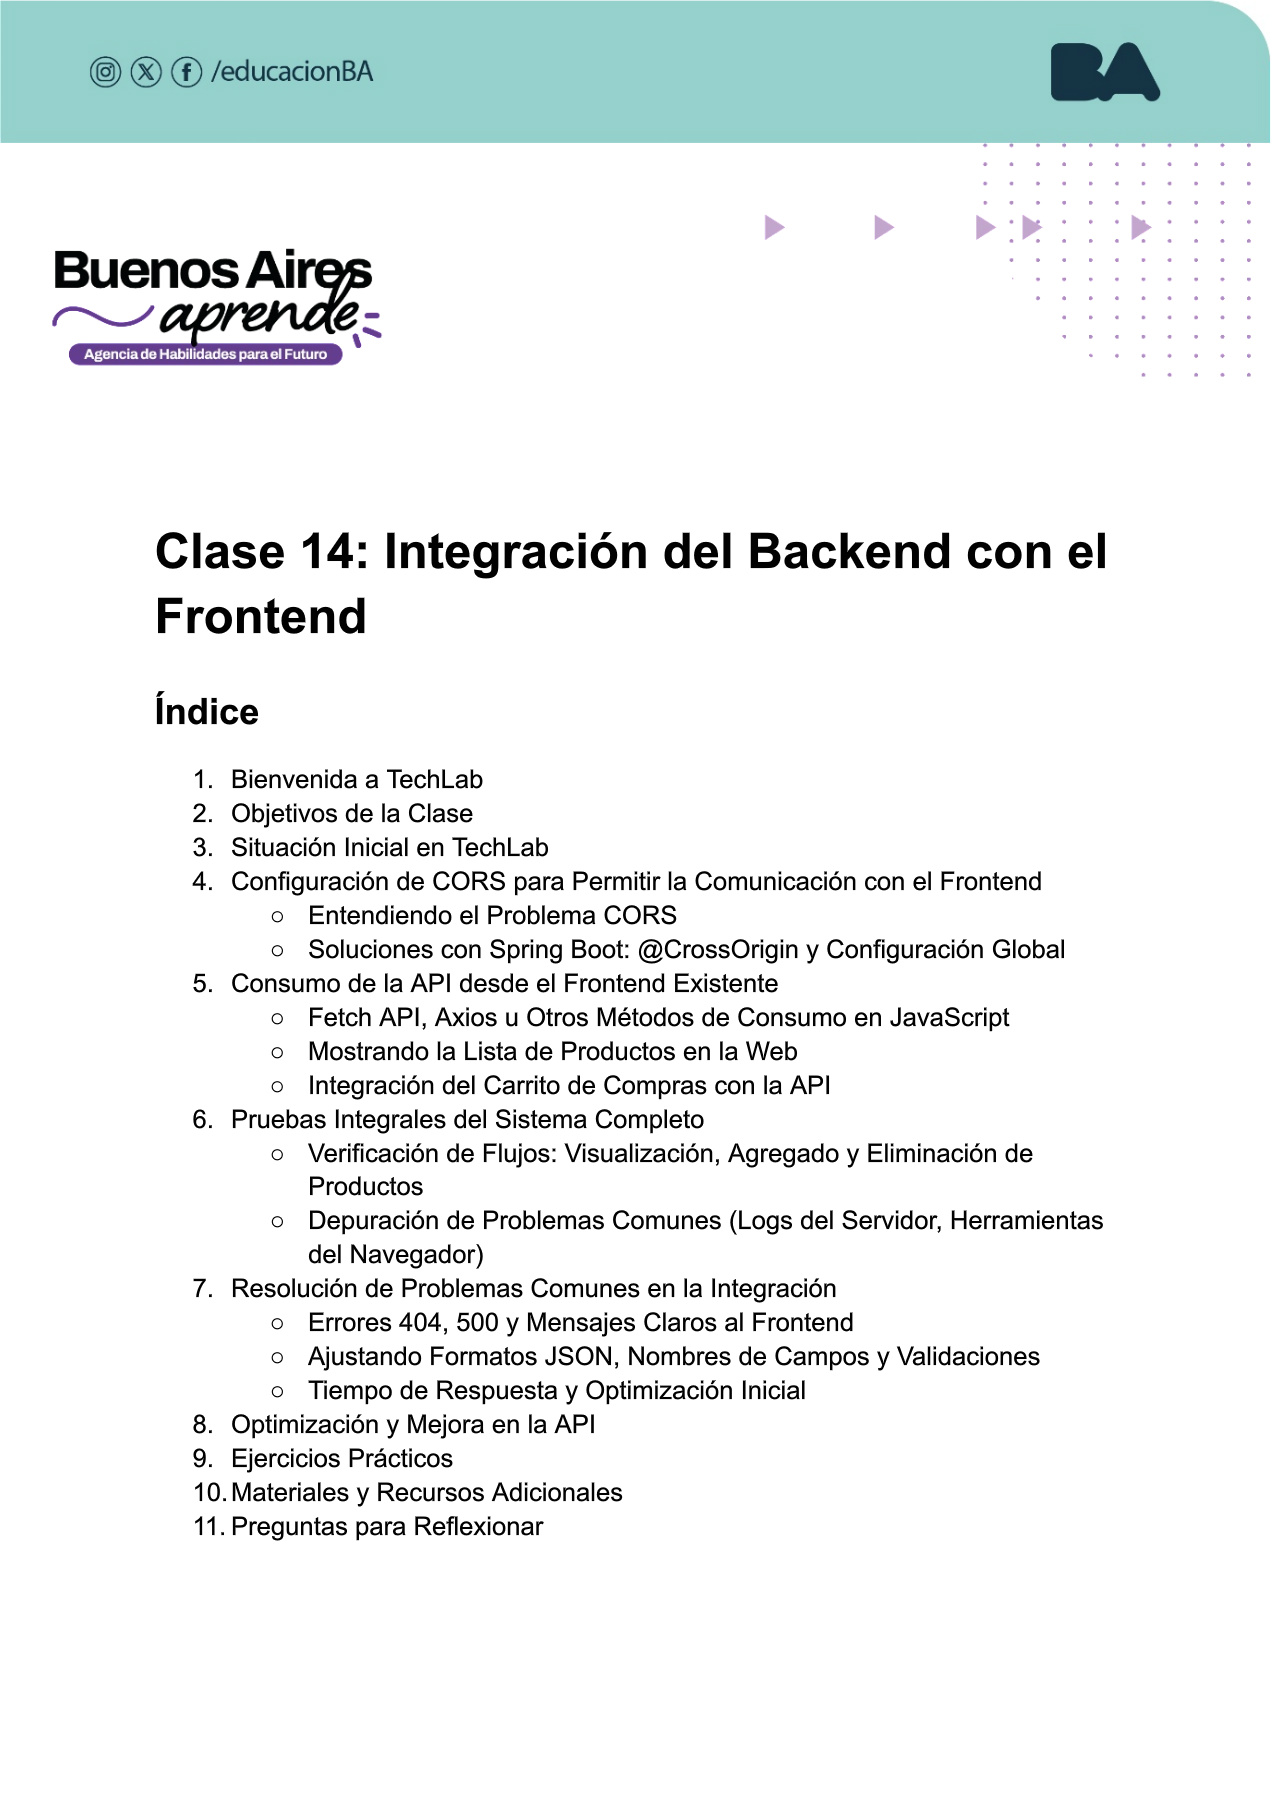 /educacionBA
BA
Buenos Aires
aprende
Agencia de Habilidades para el Futuro
Clase 14: Integración del Backend con el
Frontend
Índice
1. Bienvenida a TechLab
2. Objetivos de la Clase
3. Situación Inicial en TechLab
4. Configuración de CORS para Permitir la Comunicación con el Frontend
○ Entendiendo el Problema CORS
○ Soluciones con Spring Boot: @CrossOrigin y Configuración Global
5. Consumo de la API desde el Frontend Existente
○ Fetch API, Axios u Otros Métodos de Consumo en JavaScript
○ Mostrando la Lista de Productos en la Web
○ Integración del Carrito de Compras con la API
6. Pruebas Integrales del Sistema Completo
○ Verificación de Flujos: Visualización, Agregado y Eliminación de
Productos
○ Depuración de Problemas Comunes (Logs del Servidor, Herramientas
del Navegador)
7. Resolución de Problemas Comunes en la Integración
○ Errores 404, 500 y Mensajes Claros al Frontend
○ Ajustando Formatos JSON, Nombres de Campos y Validaciones
○ Tiempo de Respuesta y Optimización Inicial
8. Optimización y Mejora en la API
9. Ejercicios Prácticos
10. Materiales y Recursos Adicionales
11. Preguntas para Reflexionar